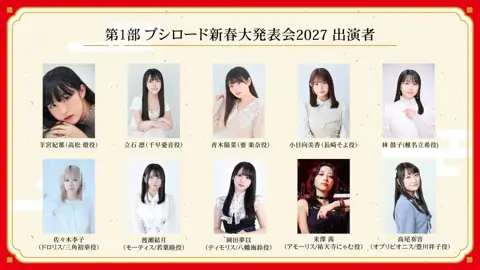 第1部 ブシロード新春大発表会2027 出演者
羊宮妃那(高松 燈役)
立石 凛(千早愛音役)
青木陽菜(要 楽奈役)
小日向美香(長崎そよ役)
林 鼓子(椎名立希役)
佐々木李子
(ドロリス/三角初華役)
渡瀬結月
(モーティス/若葉睦役)
岡田夢以
(ティモリス/八幡海鈴役)
米澤 茜
(アモーリス/祐天寺にゃむ役)
高尾奏音
(オブリビオニス/豊川祥子役)